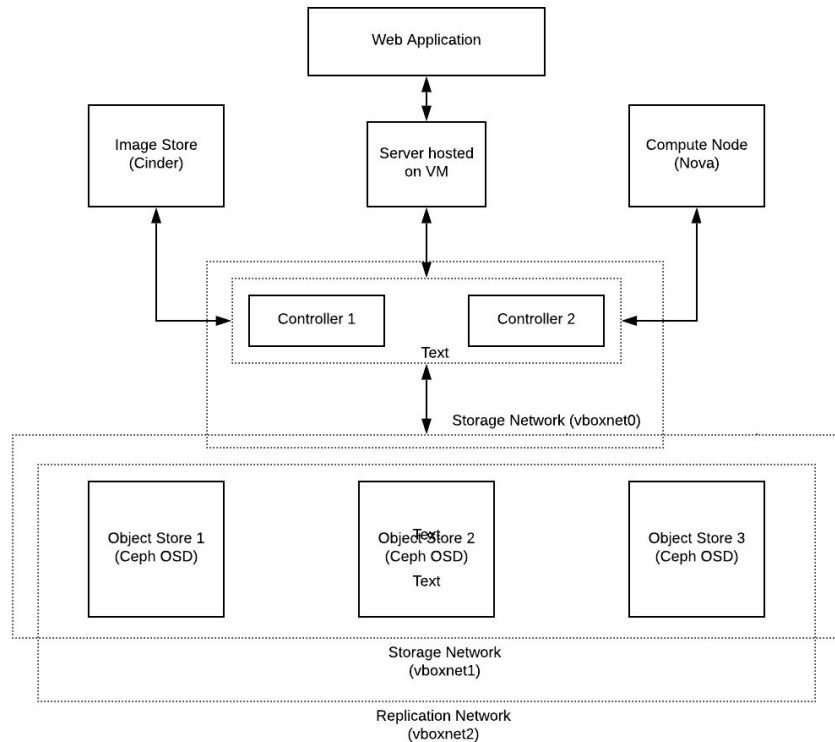 Web Application
Image Store
(Cinder)
Server hosted
on VM
Compute Node
(Nova)
Controller 1
Controller 2
Text
Storage Network (vboxnet0)
Object Store 1
(Ceph OSD)
Text
Object Store 2
(Ceph OSD)
Text
Object Store 3
(Ceph OSD)
Storage Network
(vboxnet1)
Replication Network
(vboxnet2)